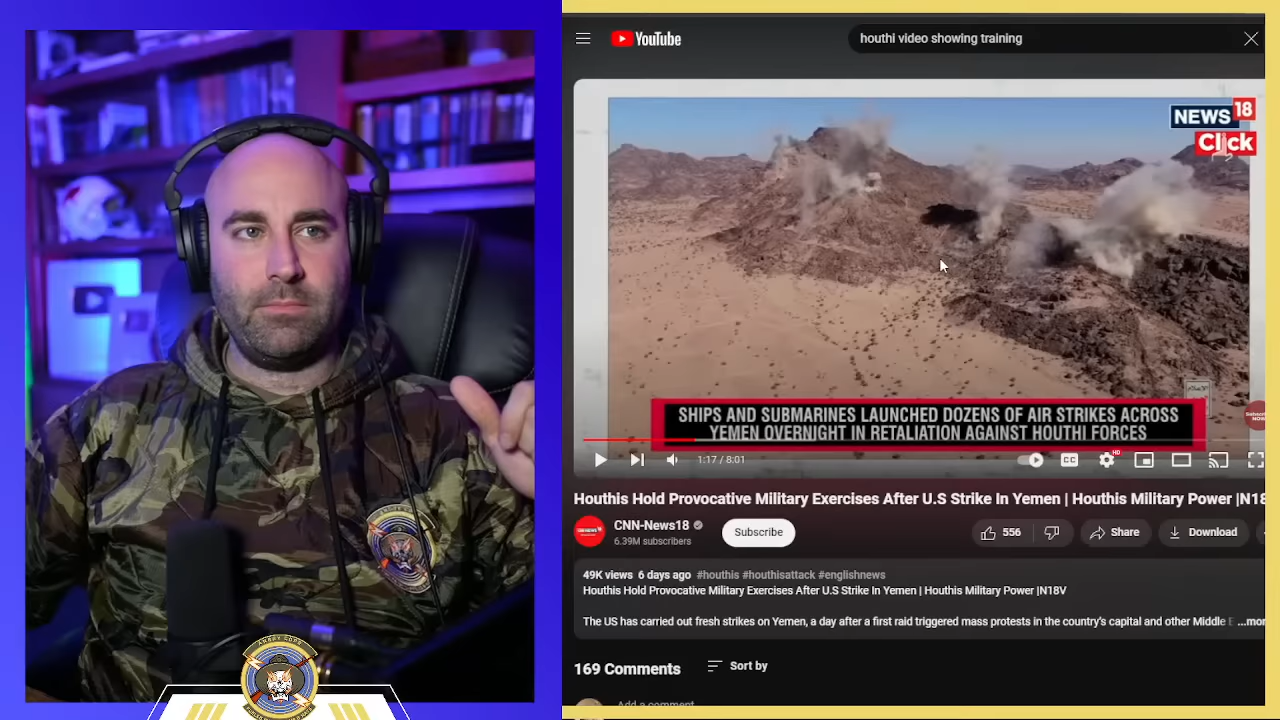 YouTube
houthi video showing training
NEWS 18
Click
SHIPS AND SUBMARINES LAUNCHED DOZENS OF AIR STRIKES ACROSS
YEMEN OVERNIGHT IN RETALIATION AGAINST HOUTHI FORCES
1:17 / 8:01
CC
HD
Houthis Hold Provocative Military Exercises After U.S Strike In Yemen | Houthis Military Power |N18
CNN-News18
6.39M subscribers
Subscribe
556
Share
Download
49K views 6 days ago #houthis #houthisattack #englishnews
Houthis Hold Provocative Military Exercises After U.S Strike In Yemen | Houthis Military Power |N18V
The US has carried out fresh strikes on Yemen, a day after a first raid triggered mass protests in the country's capital and other Middle E ...mor
169 Comments
Sort by
Add a comment
ANGRY COPS